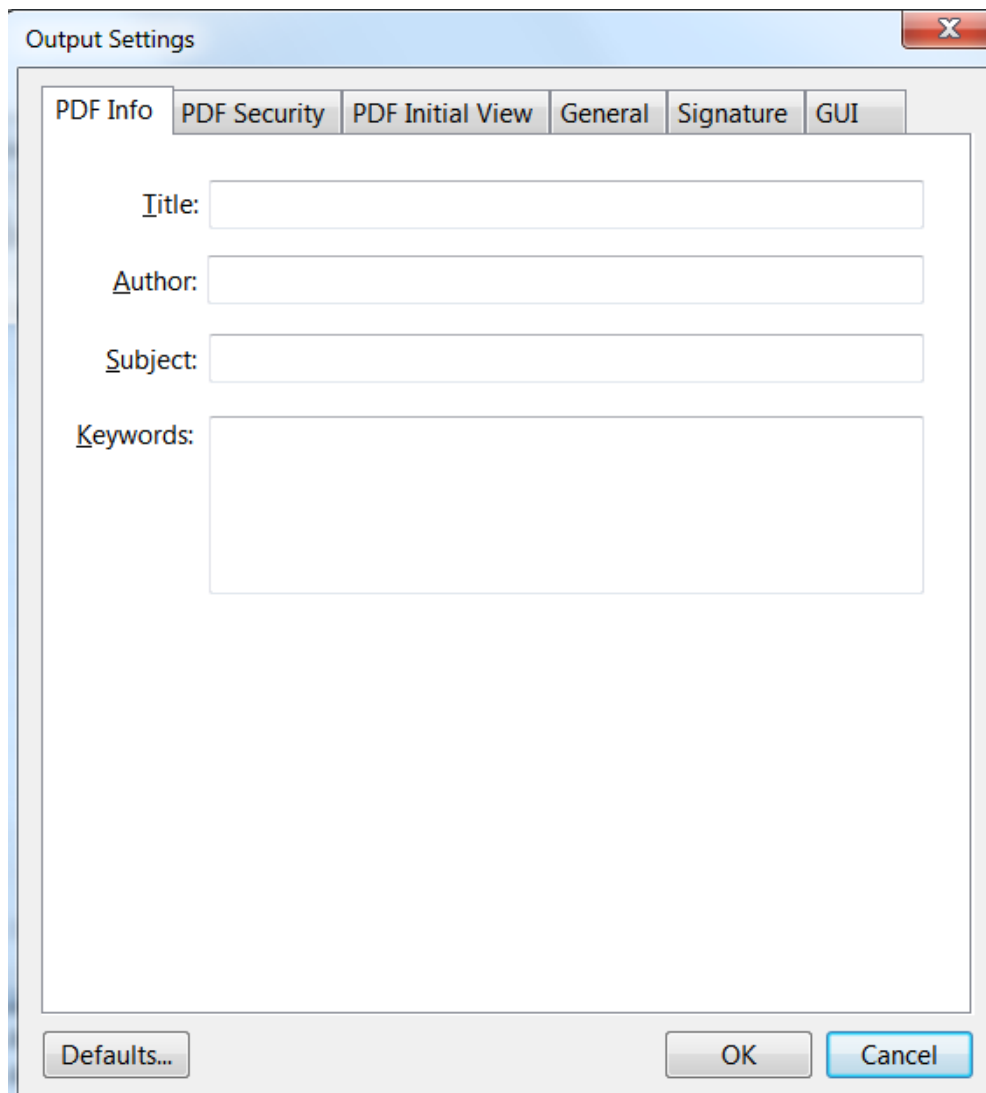 Output Settings
PDF Info PDF Security PDF Initial View General Signature GUI
Title:
Author:
Subject:
Keywords:
Defaults... OK Cancel